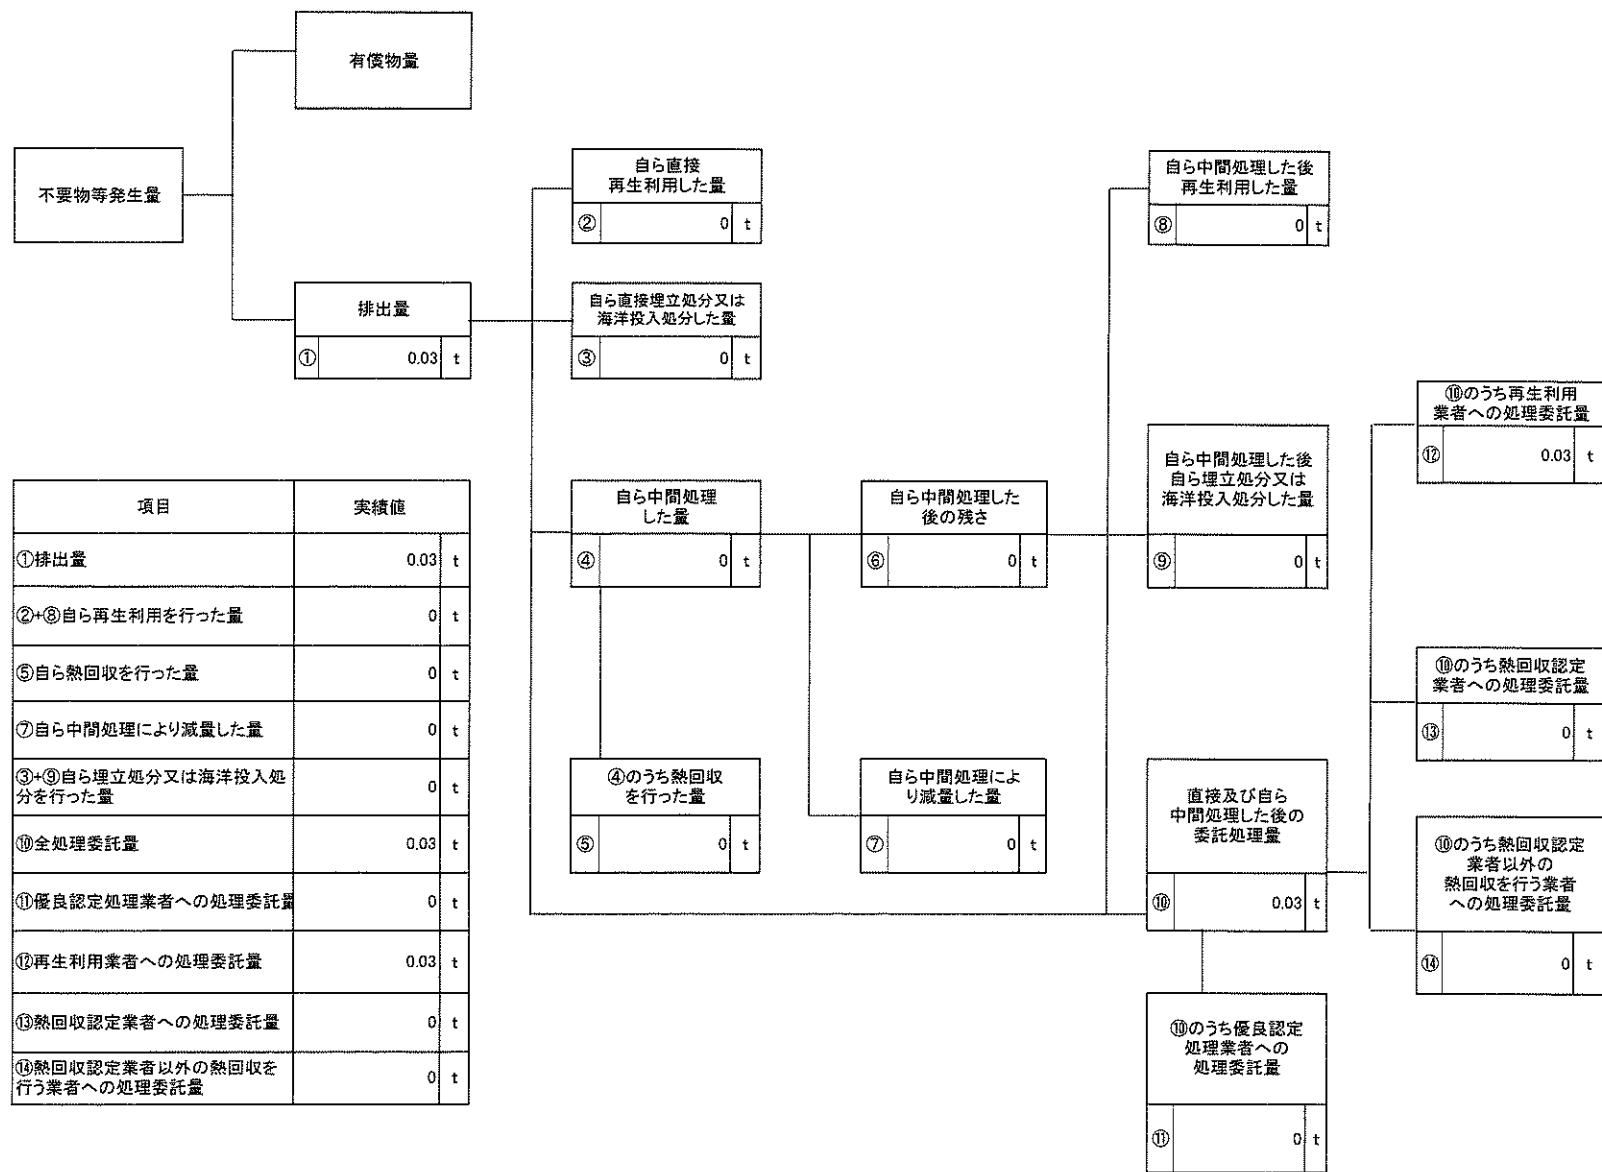 有償物量
不要物等発生量
排出量
① 0.03 t
自ら直接
再生利用した量
② 0 t
自ら直接埋立処分又は
海洋投入処分した量
③ 0 t
自ら中間処理
した量
④ 0 t
④のうち熱回収
を行った量
⑤ 0 t
自ら中間処理した
後の残さ
⑥ 0 t
自ら中間処理によ
り減量した量
⑦ 0 t
自ら中間処理した後
再生利用した量
⑧ 0 t
自ら中間処理した後
自ら埋立処分又は
海洋投入処分した量
⑨ 0 t
直接及び自ら
中間処理した後の
委託処理量
⑩ 0.03 t
⑩のうち優良認定
処理業者への
処理委託量
⑪ 0 t
⑩のうち再生利用
業者への処理委託量
⑫ 0.03 t
⑩のうち熱回収認定
業者への処理委託量
⑬ 0 t
⑩のうち熱回収認定
業者以外の
熱回収を行う業者
への処理委託量
⑭ 0 t
項目 実績値
①排出量 0.03 t
②+⑧自ら再生利用を行った量 0 t
⑤自ら熱回収を行った量 0 t
⑦自ら中間処理により減量した量 0 t
③+⑨自ら埋立処分又は海洋投入処
分を行った量 0 t
⑩全処理委託量 0.03 t
⑪優良認定処理業者への処理委託量 0 t
⑫再生利用業者への処理委託量 0.03 t
⑬熱回収認定業者への処理委託量 0 t
⑭熱回収認定業者以外の熱回収を
行う業者への処理委託量 0 t